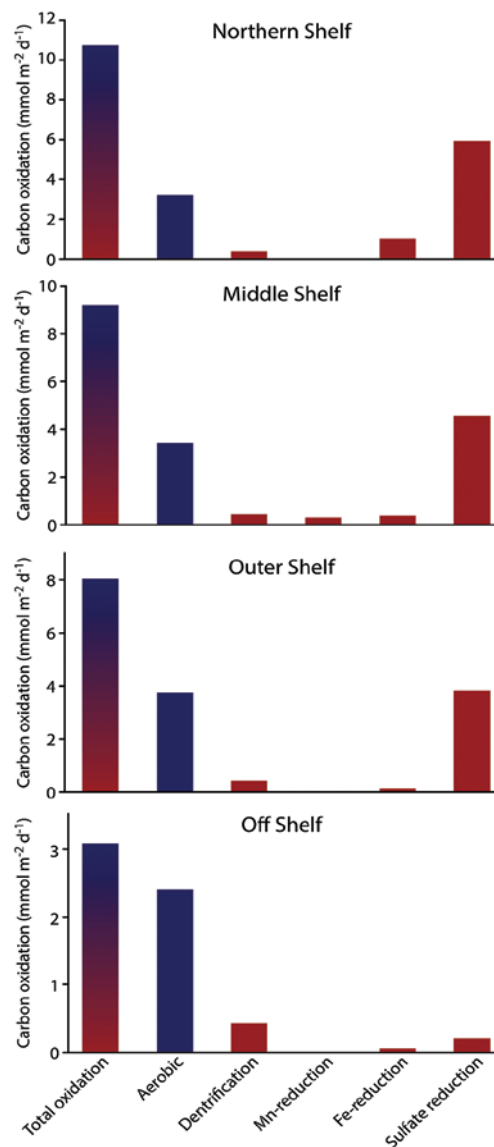 Northern Shelf
Carbon oxidation (mmol m⁻² d⁻¹)
12
10
8
6
4
2
0
Middle Shelf
Carbon oxidation (mmol m⁻² d⁻¹)
10
8
6
4
2
0
Outer Shelf
Carbon oxidation (mmol m⁻² d⁻¹)
8
6
4
2
0
Off Shelf
Carbon oxidation (mmol m⁻² d⁻¹)
3
2
1
0
Total oxidation
Aerobic
Dentrification
Mn-reduction
Fe-reduction
Sulfate reduction